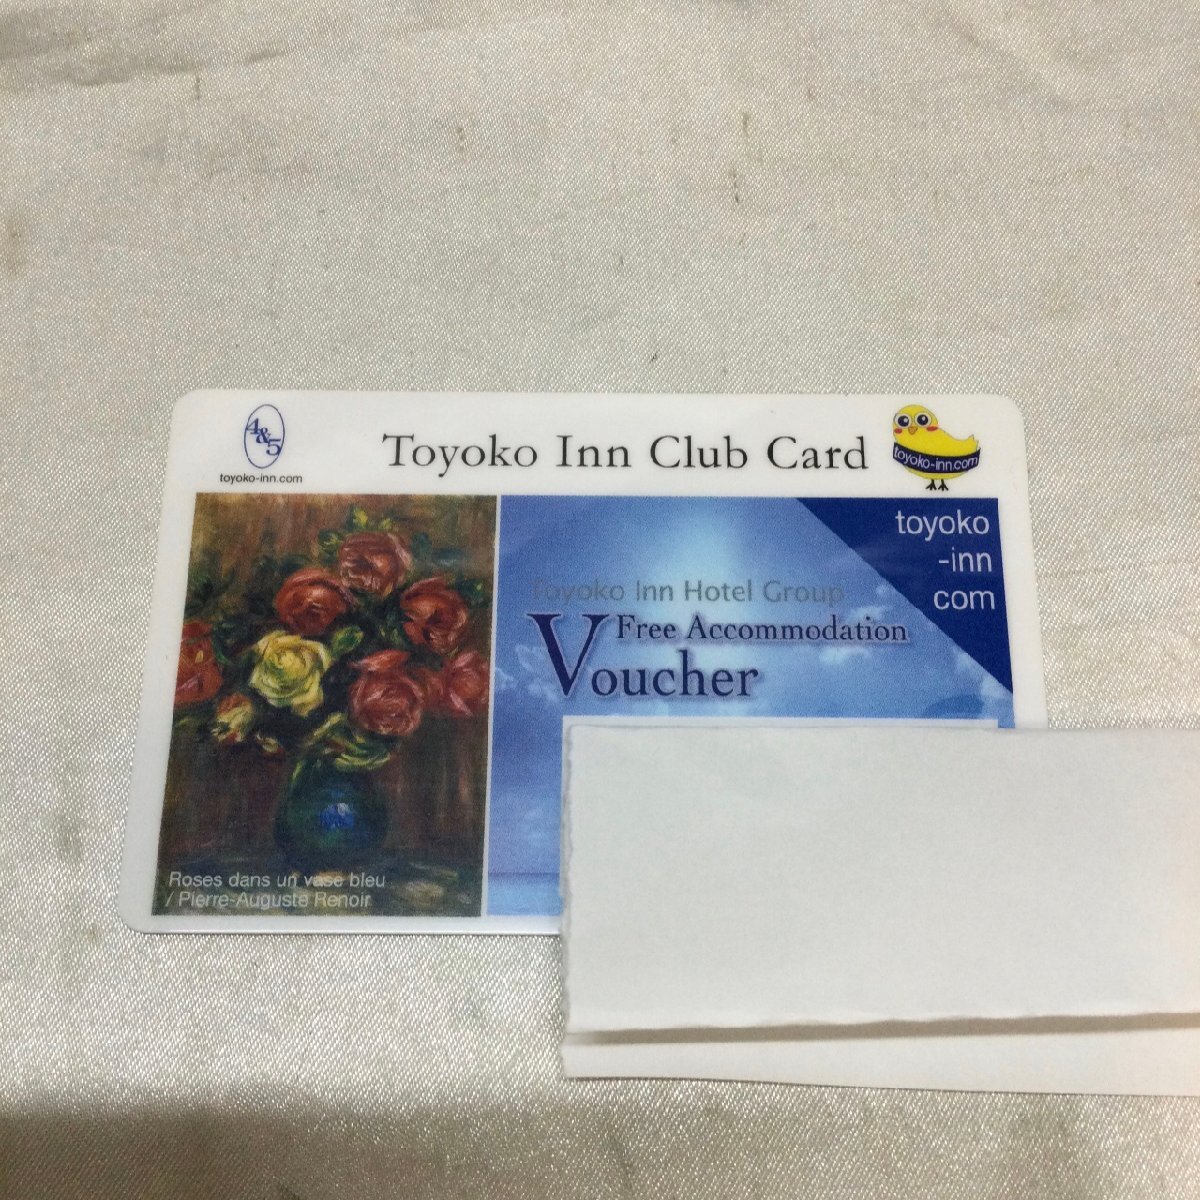 4&5
toyoko-inn.com
Toyoko Inn Club Card
toyoko-inn.com
toyoko
-inn
com
Toyoko Inn Hotel Group
Free Accommodation
Voucher
Roses dans un vase bleu
/ Pierre-Auguste Renoir